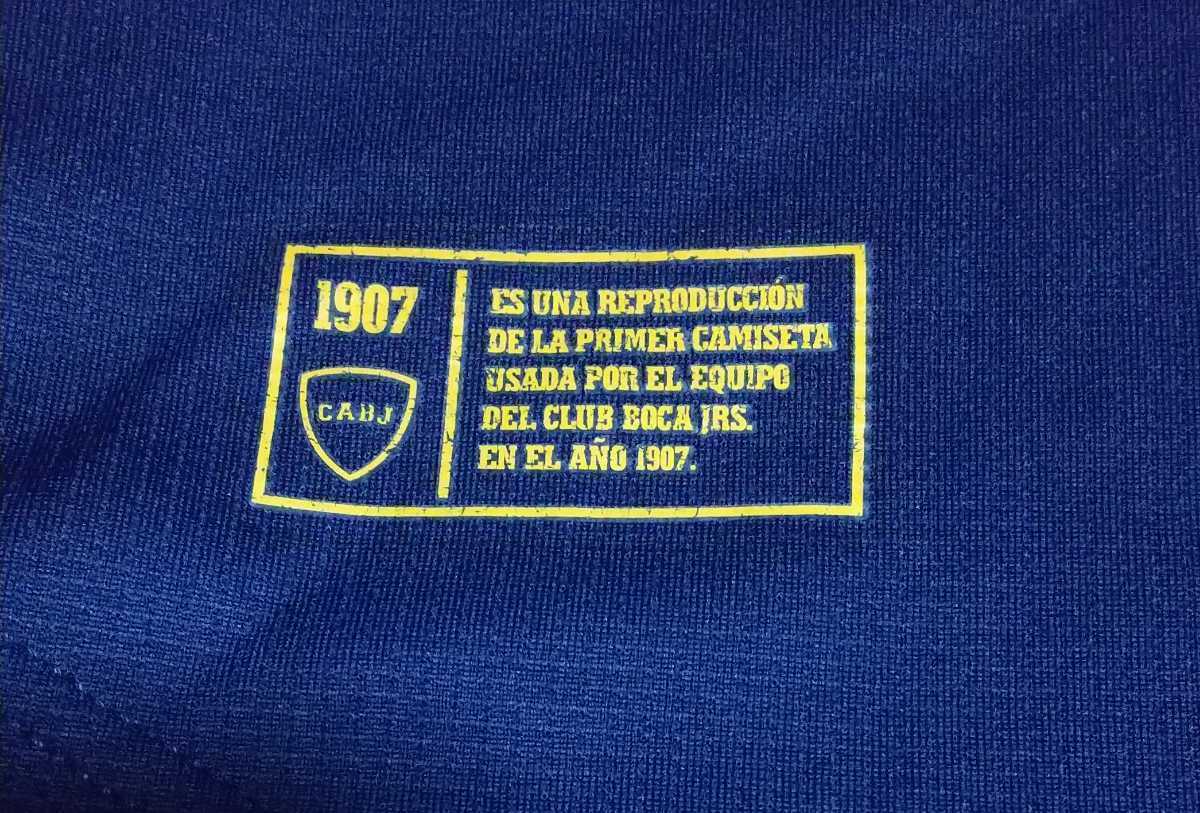 1907
CABJ
ES UNA REPRODUCCIÓN
DE LA PRIMER CAMISETA
USADA POR EL EQUIPO
DEL CLUB BOCA JRS.
EN EL AÑO 1907.